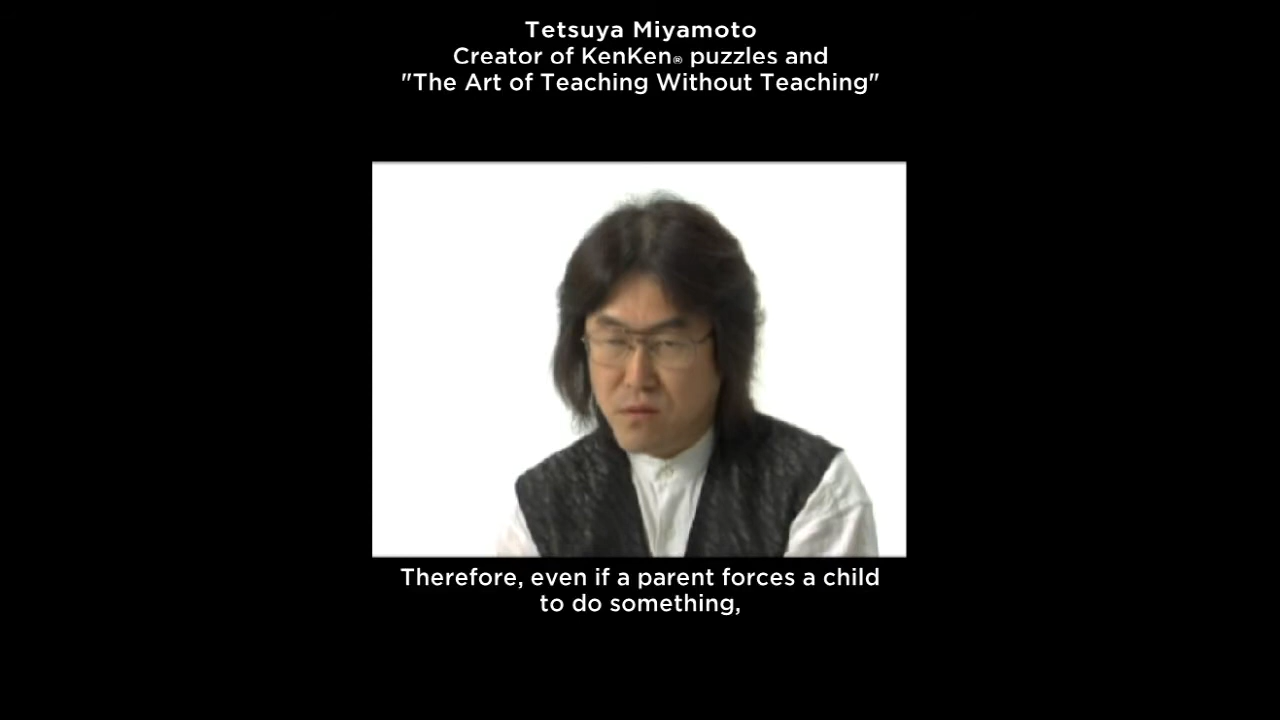 Tetsuya Miyamoto
Creator of KenKen® puzzles and
"The Art of Teaching Without Teaching"
Therefore, even if a parent forces a child
to do something,